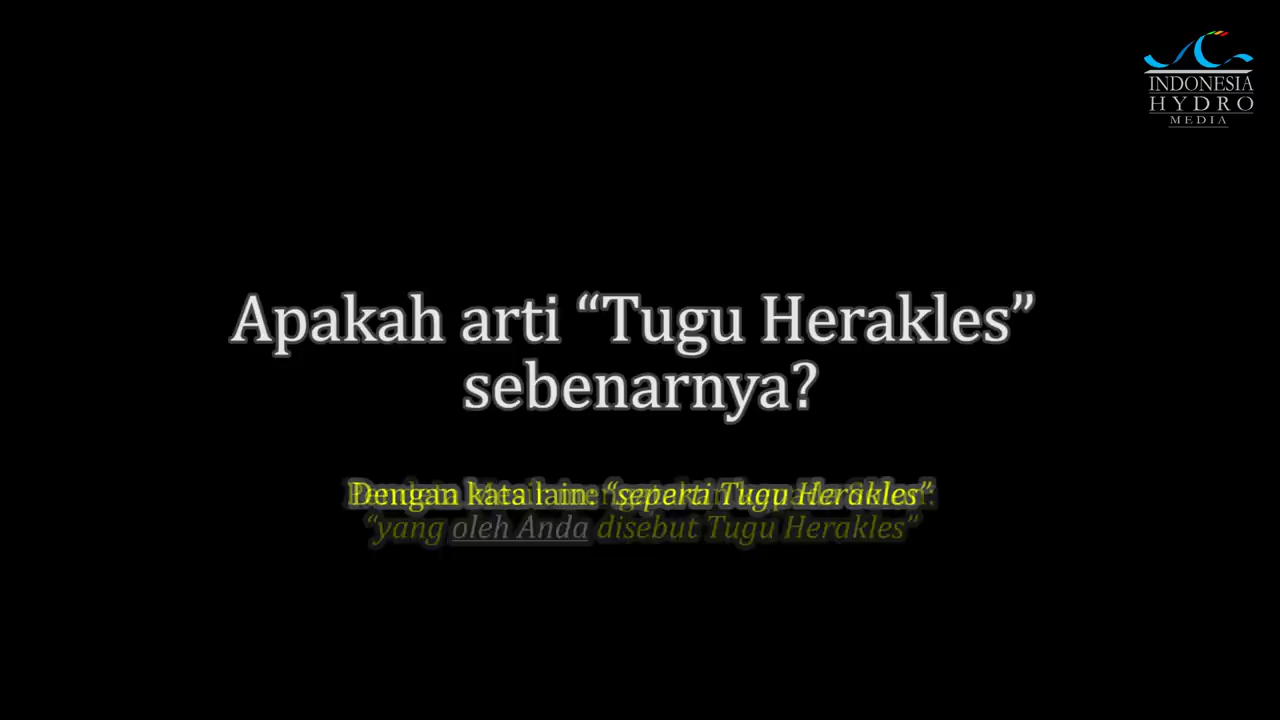 INDONESIA
HYDRO
MEDIA
Apakah arti “Tugu Herakles”
sebenarnya?
Dengan kata lain: “seperti Tugu Herakles”
“yang oleh Anda disebut Tugu Herakles”